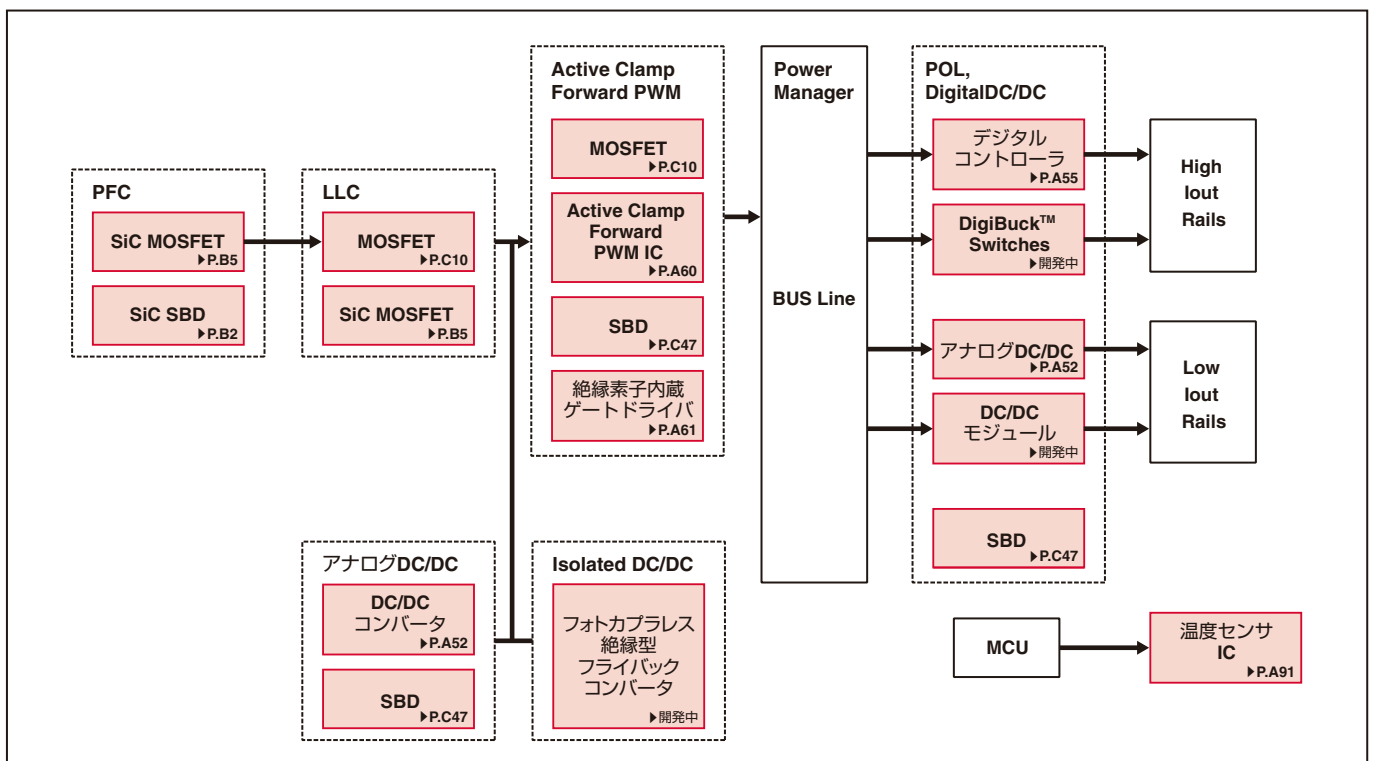 PFC
SiC MOSFET
▶P.B5
SiC SBD
▶P.B2
LLC
MOSFET
▶P.C10
SiC MOSFET
▶P.B5
Active Clamp
Forward PWM
MOSFET
▶P.C10
Active Clamp
Forward
PWM IC
▶P.A60
SBD
▶P.C47
絶縁素子内蔵
ゲートドライバ
▶P.A61
Power
Manager
BUS Line
POL,
DigitalDC/DC
デジタル
コントローラ
▶P.A55
DigiBuck™
Switches
▶開発中
アナログDC/DC
▶P.A52
DC/DC
モジュール
▶開発中
SBD
▶P.C47
High
Iout
Rails
Low
Iout
Rails
アナログDC/DC
DC/DC
コンバータ
▶P.A52
SBD
▶P.C47
Isolated DC/DC
フォトカプラレス
絶縁型
フライバック
コンバータ
▶開発中
MCU
温度センサ
IC
▶P.A91